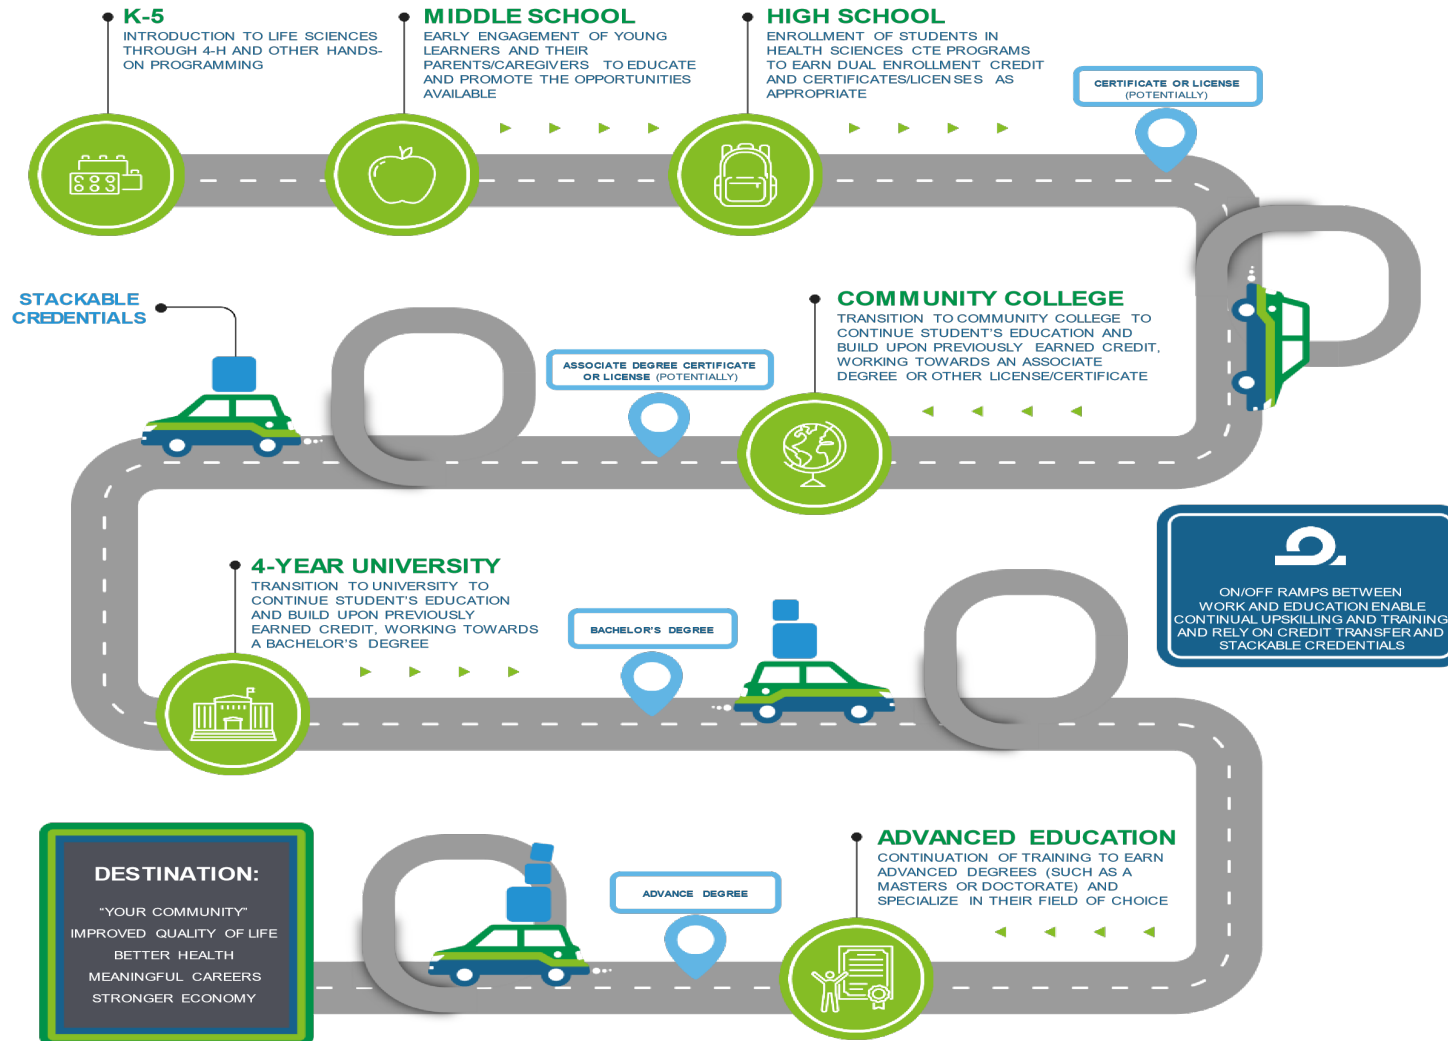 K-5
INTRODUCTION TO LIFE SCIENCES
THROUGH 4-H AND OTHER HANDS-
ON PROGRAMMING
MIDDLE SCHOOL
EARLY ENGAGEMENT OF YOUNG
LEARNERS AND THEIR
PARENTS/CAREGIVERS TO EDUCATE
AND PROMOTE THE OPPORTUNITIES
AVAILABLE
HIGH SCHOOL
ENROLLMENT OF STUDENTS IN
HEALTH SCIENCES CTE PROGRAMS
TO EARN DUAL ENROLLMENT CREDIT
AND CERTIFICATES/LICENSES AS
APPROPRIATE
CERTIFICATE OR LICENSE
(POTENTIALLY)
STACKABLE
CREDENTIALS
ASSOCIATE DEGREE CERTIFICATE
OR LICENSE (POTENTIALLY)
COMMUNITY COLLEGE
TRANSITION TO COMMUNITY COLLEGE TO
CONTINUE STUDENT'S EDUCATION AND
BUILD UPON PREVIOUSLY EARNED CREDIT,
WORKING TOWARDS AN ASSOCIATE
DEGREE OR OTHER LICENSE/CERTIFICATE
4-YEAR UNIVERSITY
TRANSITION TO UNIVERSITY TO
CONTINUE STUDENT'S EDUCATION
AND BUILD UPON PREVIOUSLY
EARNED CREDIT, WORKING TOWARDS
A BACHELOR'S DEGREE
BACHELOR'S DEGREE
ON/OFF RAMPS BETWEEN
WORK AND EDUCATION ENABLE
CONTINUAL UPSKILLING AND TRAINING
AND RELY ON CREDIT TRANSFER AND
STACKABLE CREDENTIALS
DESTINATION:
"YOUR COMMUNITY"
IMPROVED QUALITY OF LIFE
BETTER HEALTH
MEANINGFUL CAREERS
STRONGER ECONOMY
ADVANCE DEGREE
ADVANCED EDUCATION
CONTINUATION OF TRAINING TO EARN
ADVANCED DEGREES (SUCH AS A
MASTERS OR DOCTORATE) AND
SPECIALIZE IN THEIR FIELD OF CHOICE